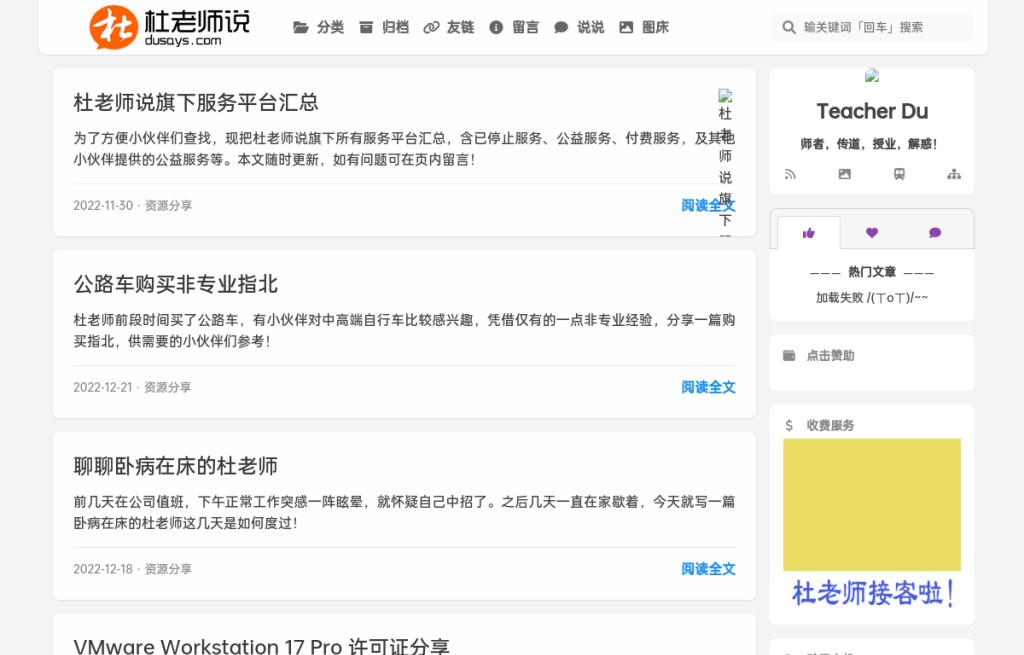 杜老师说
dusays.com
分类 归档 友链 留言 说说 图床
输关键词「回车」搜索
杜老师说旗下服务平台汇总
为了方便小伙伴们查找，现把杜老师说旗下所有服务平台汇总，含已停止服务、公益服务、付费服务，及其他
小伙伴提供的公益服务等。本文随时更新，如有问题可在页内留言！
2022-11-30 · 资源分享
阅读全文
杜
老
师
说
旗
下
公路车购买非专业指北
杜老师前段时间买了公路车，有小伙伴对中高端自行车比较感兴趣，凭借仅有的一点非专业经验，分享一篇购
买指北，供需要的小伙伴们参考！
2022-12-21 · 资源分享
阅读全文
聊聊卧病在床的杜老师
前几天在公司值班，下午正常工作突感一阵眩晕，就怀疑自己中招了。之后几天一直在家歇着，今天就写一篇
卧病在床的杜老师这几天是如何度过！
2022-12-18 · 资源分享
阅读全文
VMware Workstation 17 Pro 许可证分享
Teacher Du
师者，传道，授业，解惑！
——— 热门文章 ———
加载失败 /(ㄒoㄒ)/~~
点击赞助
收费服务
杜老师接客啦！